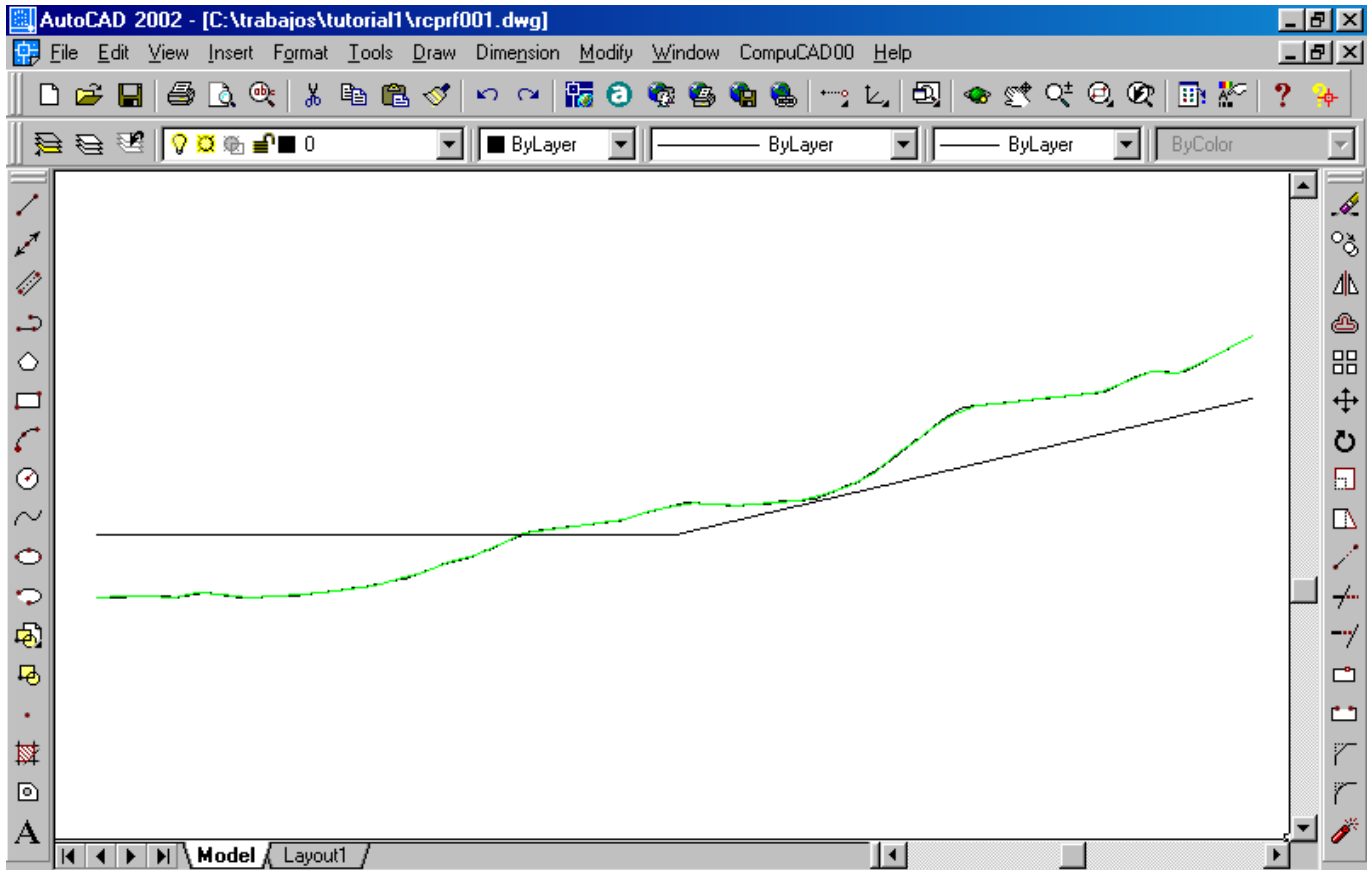 AutoCAD 2002 - [C:\trabajos\tutorial1\rcprf001.dwg]
File Edit View Insert Format Tools Draw Dimension Modify Window CompuCAD00 Help
0 ByLayer ByLayer ByLayer ByColor
A
Model Layout1